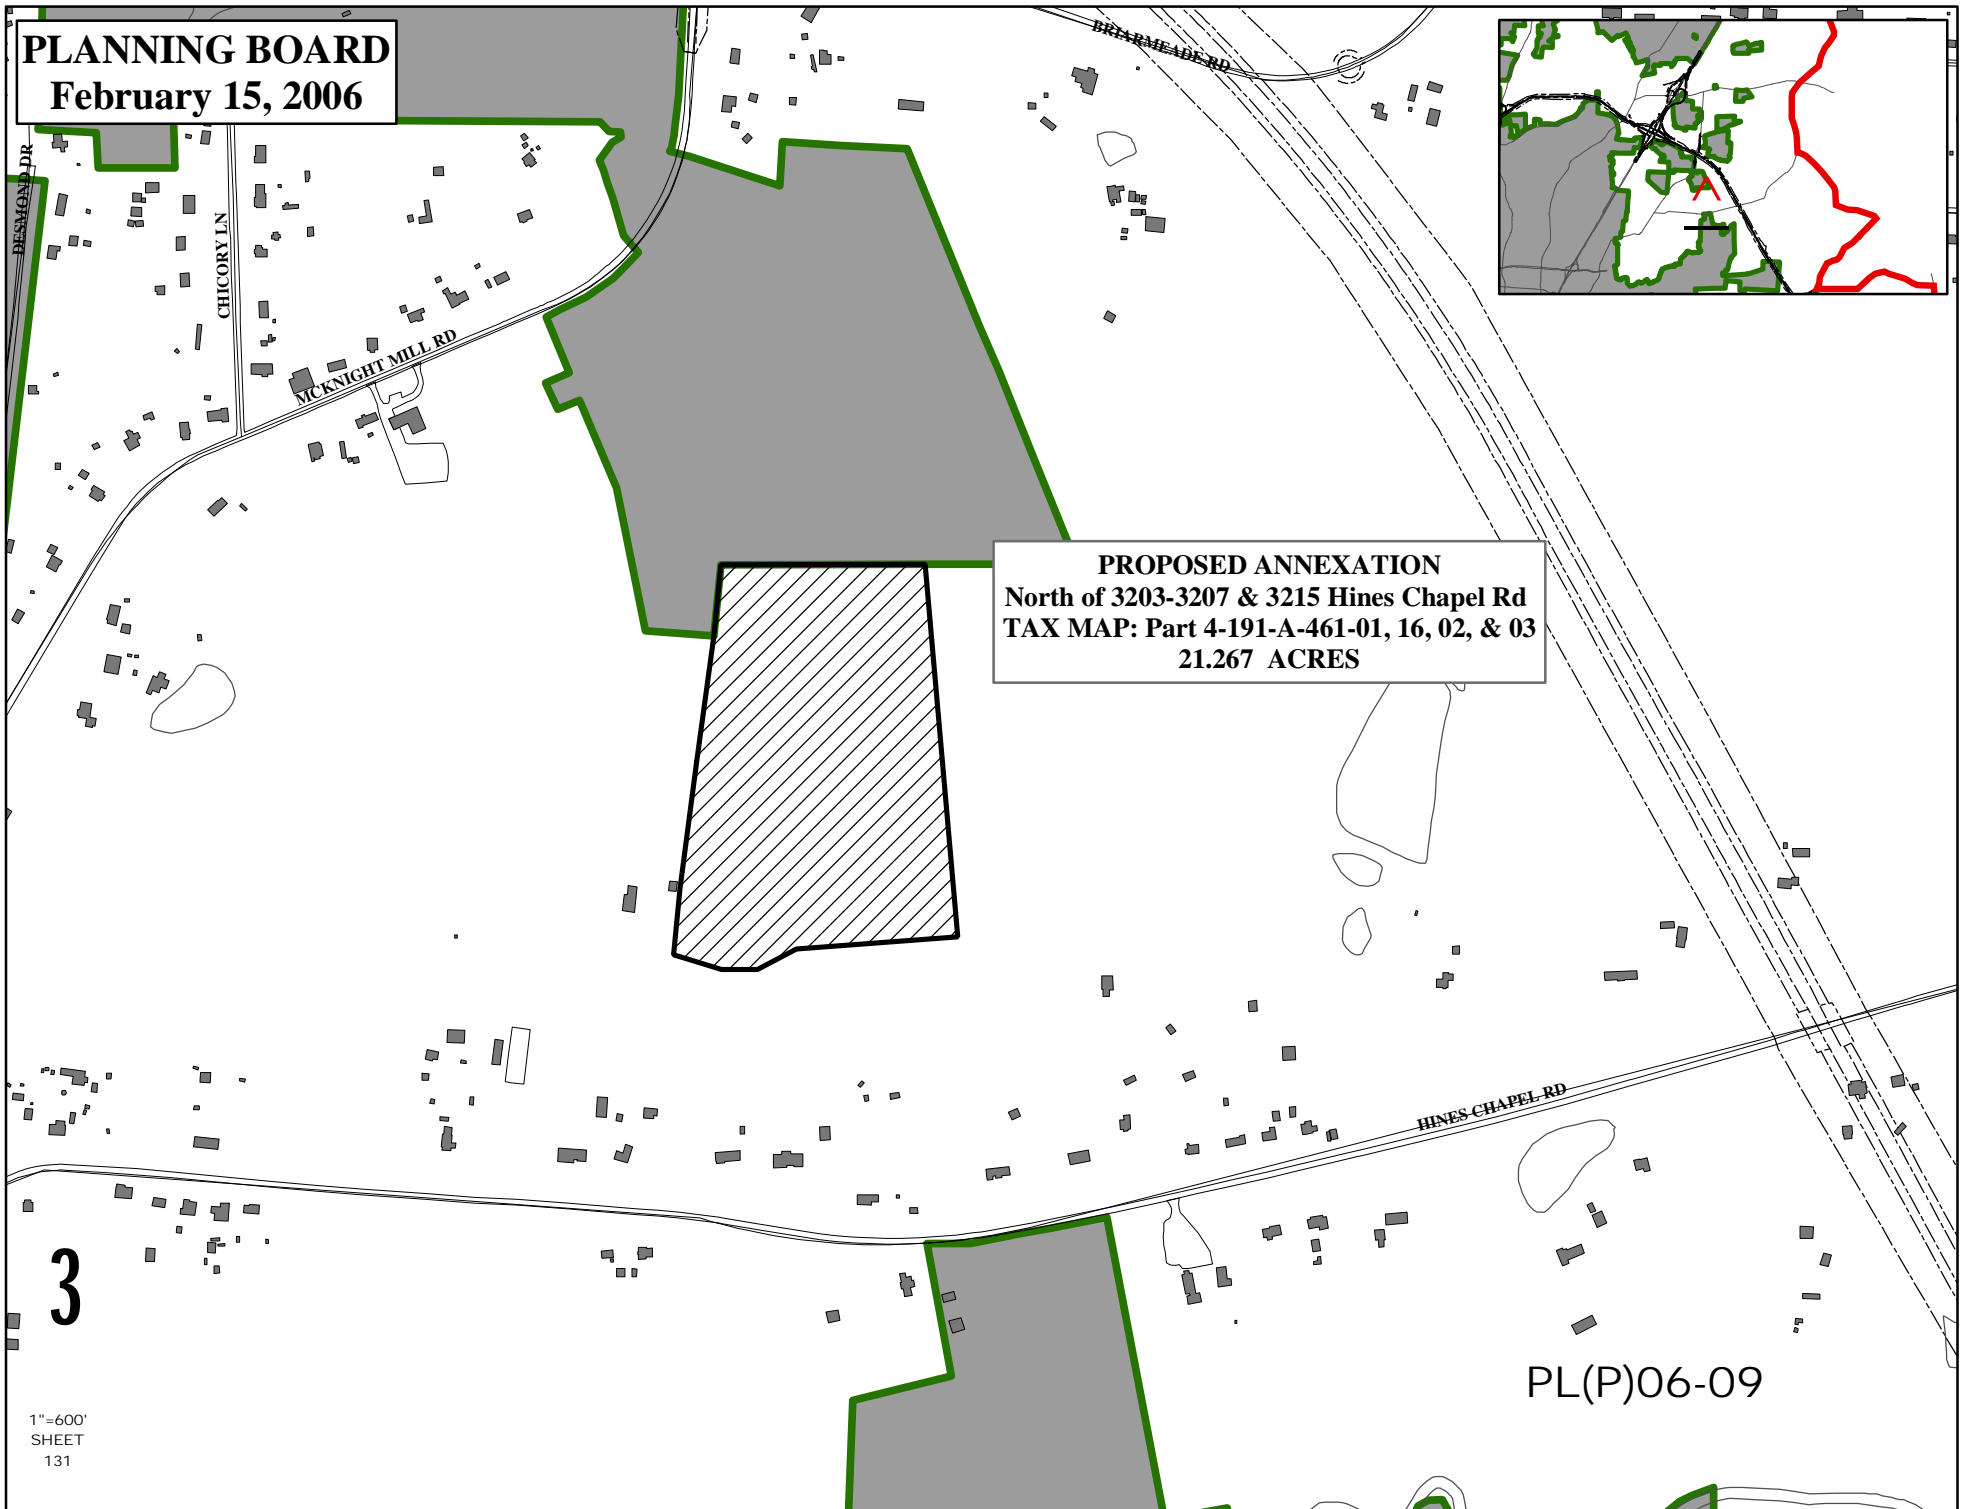 PLANNING BOARD
February 15, 2006
BRIARMEADE RD
DESMOND DR
CHICORY LN
MCKNIGHT MILL RD
PROPOSED ANNEXATION
North of 3203-3207 & 3215 Hines Chapel Rd
TAX MAP: Part 4-191-A-461-01, 16, 02, & 03
21.267 ACRES
HINES CHAPEL RD
3
PL(P)06-09
1"=600'
SHEET
131